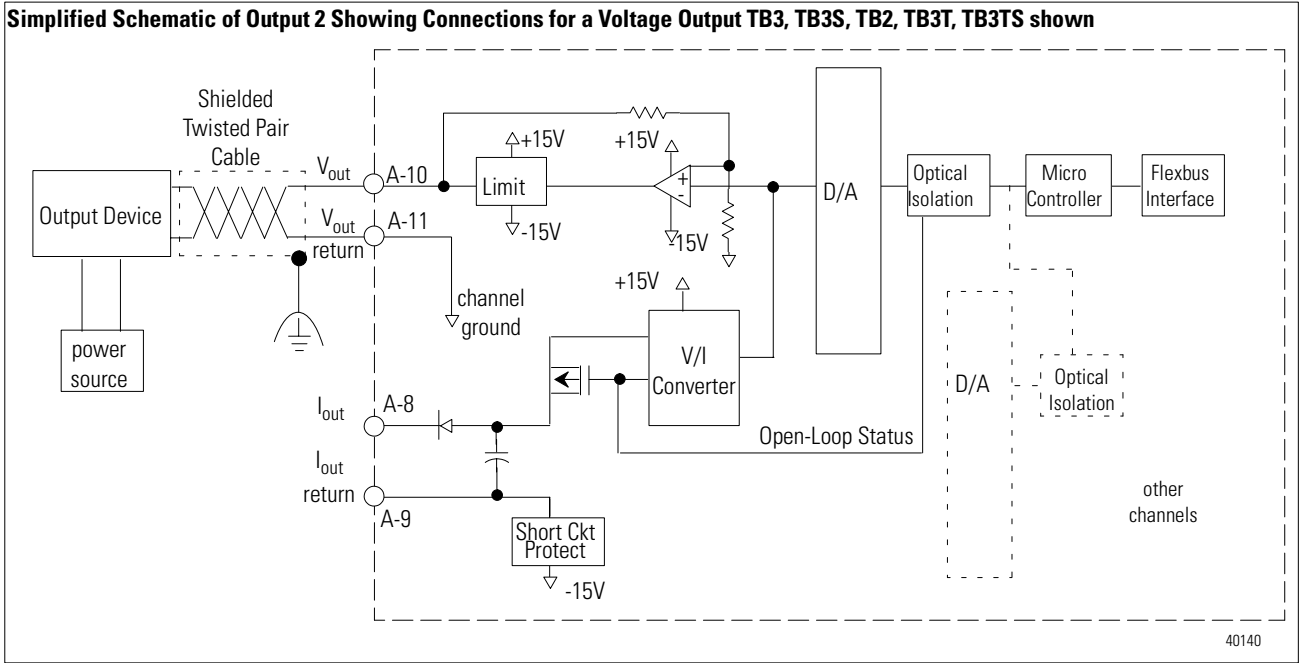 Simplified Schematic of Output 2 Showing Connections for a Voltage Output TB3, TB3S, TB2, TB3T, TB3TS shown
Shielded
Twisted Pair
Cable
Output Device
power
source
Vout
A-10
Vout
return
A-11
channel
ground
+15V
Limit
-15V
+15V
+
-
-15V
D/A
Optical
Isolation
Micro
Controller
Flexbus
Interface
+15V
V/I
Converter
Open-Loop Status
D/A
Optical
Isolation
other
channels
Iout
A-8
Iout
return
A-9
Short Ckt
Protect
-15V
40140